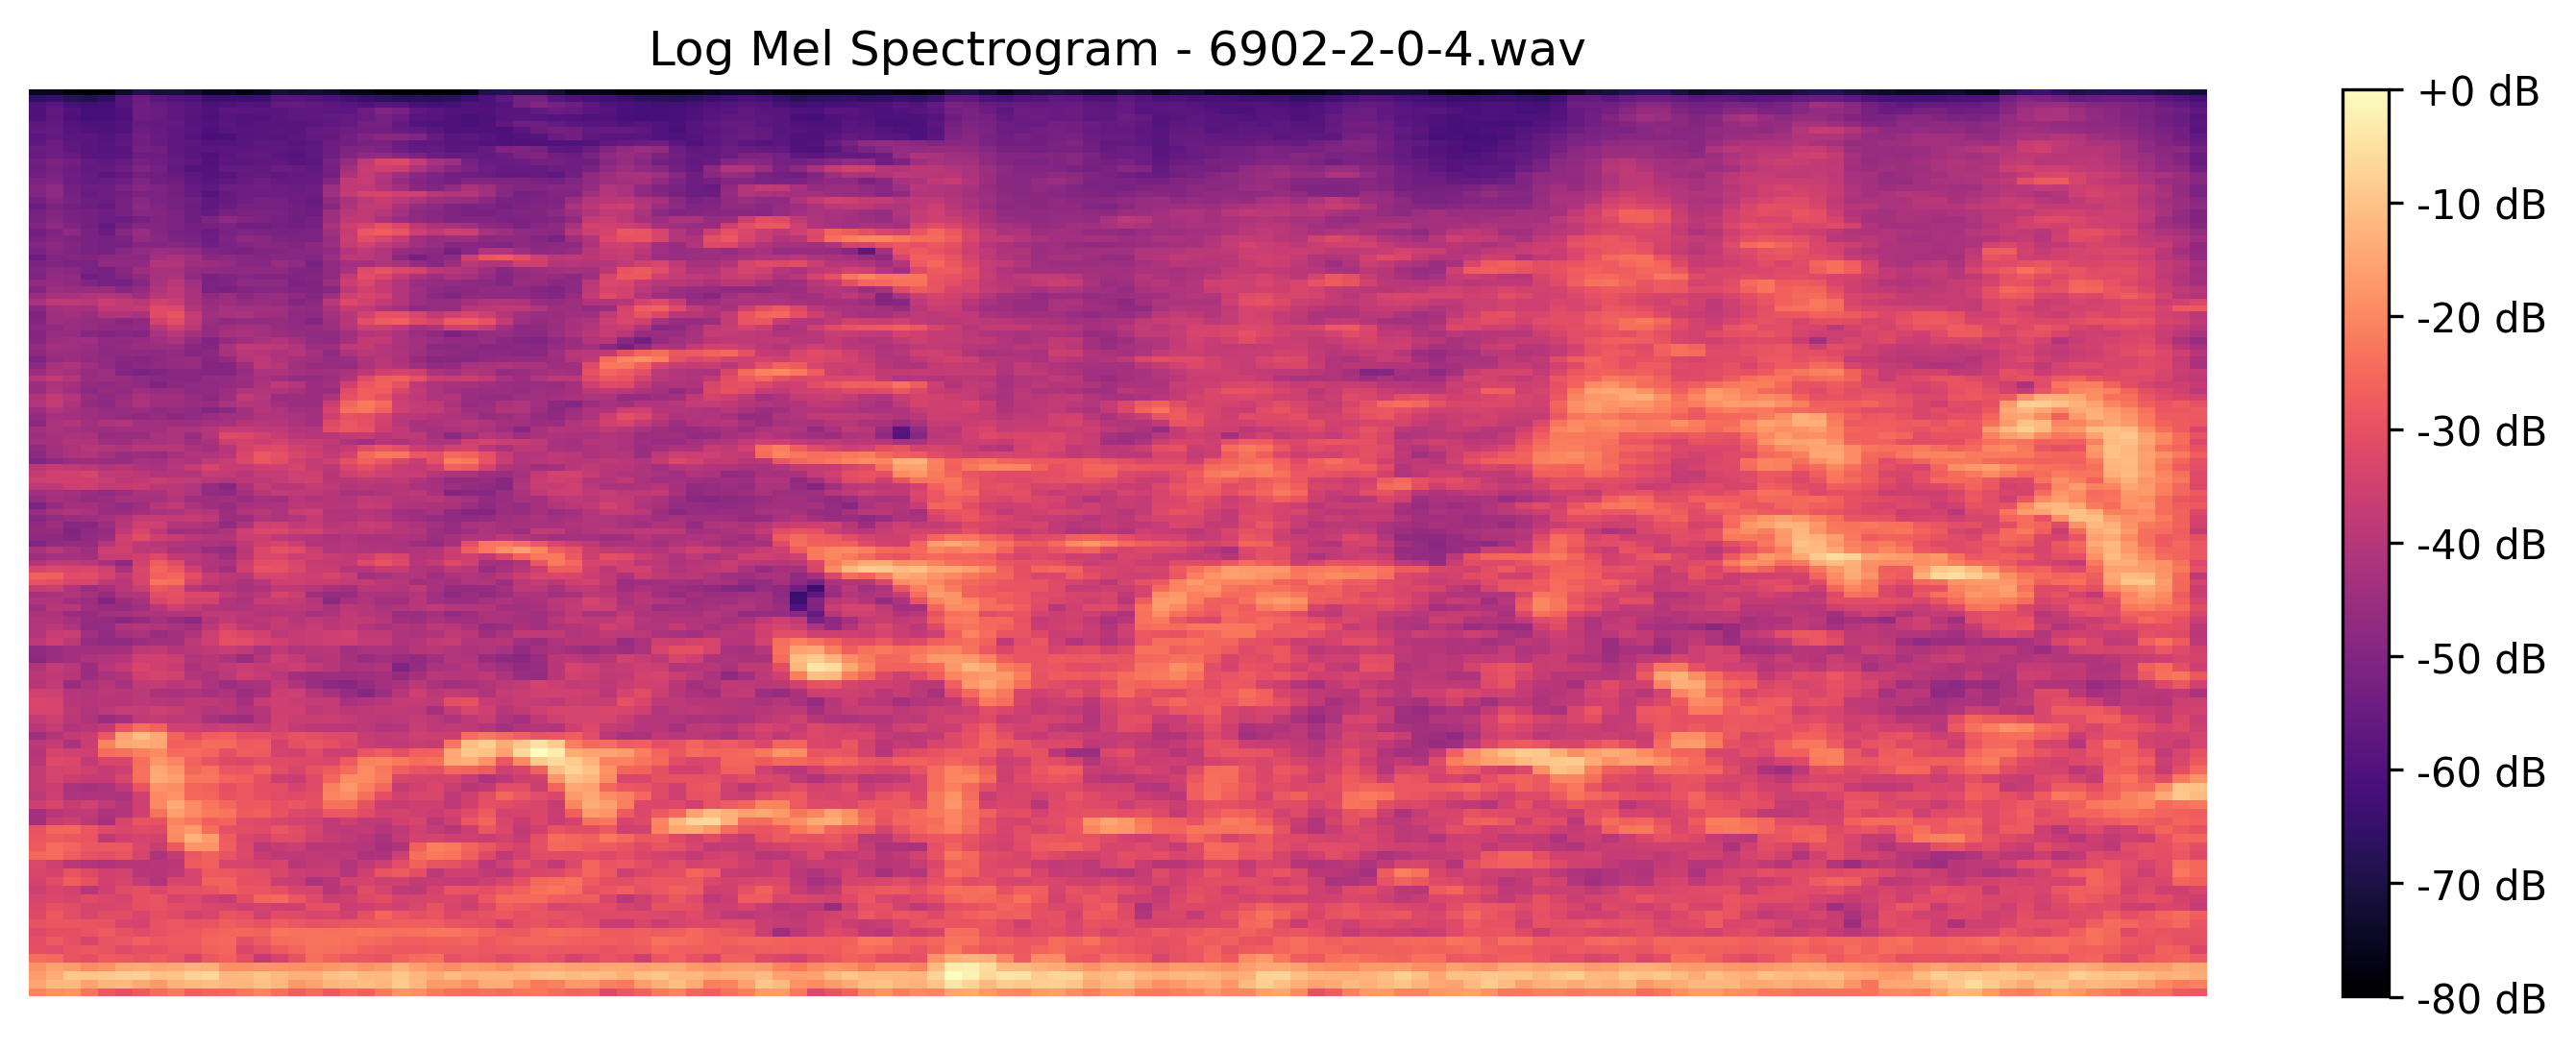 Log Mel Spectrogram - 6902-2-0-4.wav
+0 dB
-10 dB
-20 dB
-30 dB
-40 dB
-50 dB
-60 dB
-70 dB
-80 dB